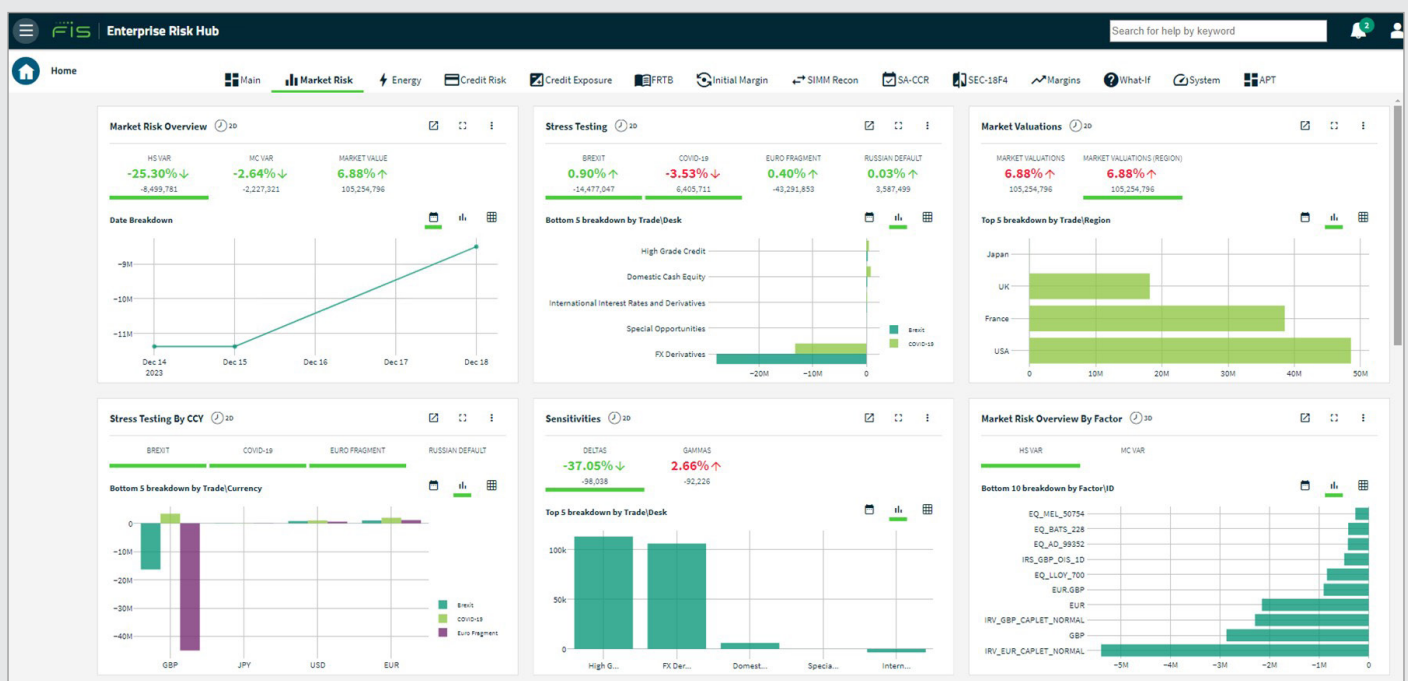 FIS Enterprise Risk Hub
Search for help by keyword
2
Home
Main
Market Risk
Energy
Credit Risk
Credit Exposure
FRTB
Initial Margin
SIMM Recon
SA-CCR
SEC-18F4
Margins
What-If
System
APT
Market Risk Overview 2D
HS VAR MC VAR MARKET VALUE
-25.30%↓ -2.64%↓ 6.88%↑
-8,499,781 -2,227,321 105,254,796
Date Breakdown
-9M
-10M
-11M
Dec 14 Dec 15 Dec 16 Dec 17 Dec 18
2023
Stress Testing 2D
BREXIT COVID-19 EURO FRAGMENT RUSSIAN DEFAULT
0.90%↑ -3.53%↓ 0.40%↑ 0.03%↑
-14,477,047 6,405,711 -43,291,853 3,587,499
Bottom 5 breakdown by Trade\Desk
High Grade Credit
Domestic Cash Equity
International Interest Rates and Derivatives
Special Opportunities
FX Derivatives
Brexit
COVID-19
-20M -10M 0
Market Valuations 2D
MARKET VALUATIONS MARKET VALUATIONS (REGION)
6.88%↑ 6.88%↑
105,254,796 105,254,796
Top 5 breakdown by Trade\Region
Japan
UK
France
USA
0 10M 20M 30M 40M 50M
Stress Testing By CCY 2D
BREXIT COVID-19 EURO FRAGMENT RUSSIAN DEFAULT
Bottom 5 breakdown by Trade\Currency
0
-10M
-20M
-30M
-40M
Brexit
COVID-19
Euro Fragment
GBP JPY USD EUR
Sensitivities 2D
DELTAS GAMMAS
-37.05%↓ 2.66%↑
-98,038 -92,226
Top 5 breakdown by Trade\Desk
100k
50k
0
High G... FX Der... Domest... Specia... Intern...
Market Risk Overview By Factor 3D
HS VAR MC VAR
Bottom 10 breakdown by Factor\ID
EQ_MEL_50754
EQ_BATS_228
EQ_AD_99352
IRS_GBP_OIS_1D
EQ_LLOY_700
EUR.GBP
EUR
IRV_GBP_CAPLET_NORMAL
GBP
IRV_EUR_CAPLET_NORMAL
-5M -4M -3M -2M -1M 0